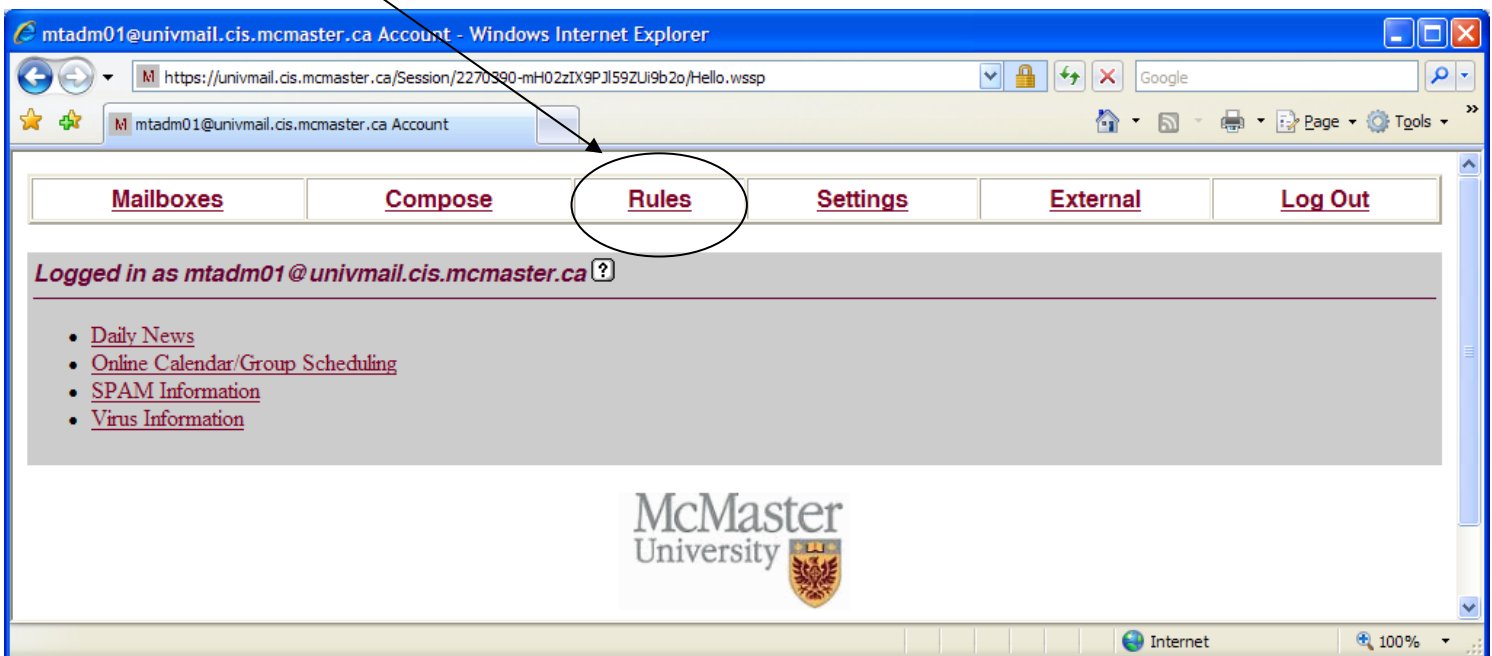 mtadm01@univmail.cis.mcmaster.ca Account - Windows Internet Explorer
https://univmail.cis.mcmaster.ca/Session/2270390-mH02zIX9PJl59ZUi9b2o/Hello.wssp
Google
mtadm01@univmail.cis.mcmaster.ca Account
Page
Tools
»
Mailboxes Compose Rules Settings External Log Out
Logged in as mtadm01@univmail.cis.mcmaster.ca ?
Daily News
Online Calendar/Group Scheduling
SPAM Information
Virus Information
McMaster
University
Internet 100%